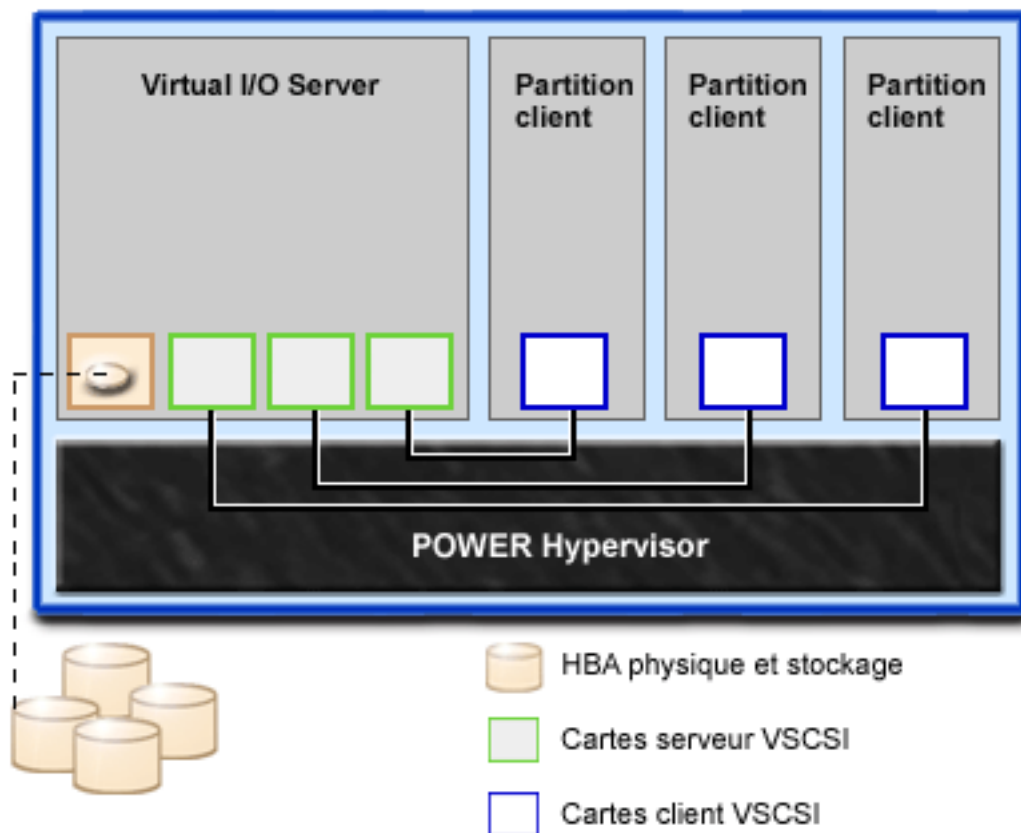 Virtual I/O Server
Partition
client
Partition
client
Partition
client
POWER Hypervisor
HBA physique et stockage
Cartes serveur VSCSI
Cartes client VSCSI